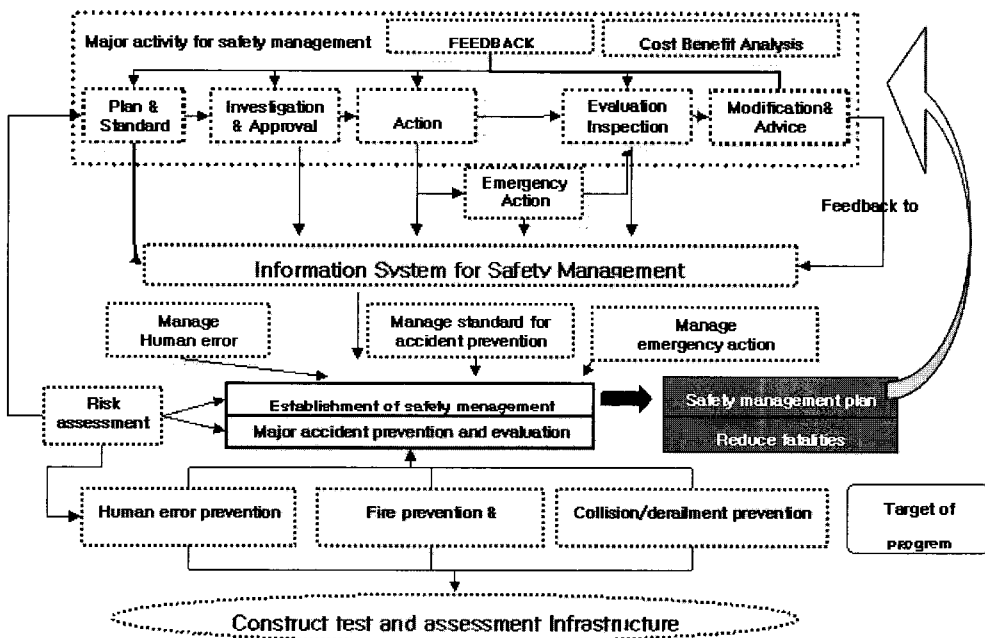 Major activity for safety management
FEEDBACK
Cost Benefit Analysis
Plan &
Standard
Investigation
& Approval
Action
Evaluation
Inspection
Modification&
Advice
Emergency
Action
Feedback to
Information System for Safety Management
Manage
Human error
Manage standard for
accident prevention
Manage
emergency action
Risk
assessment
Establishment of safety menagement
Major accident prevention and evaluation
Safety management plan
Reduce fatalities
Human error prevention
Fire prevention &
Collision/derailment prevention
Target of
progrem
Construct test and assessment Infrastructure